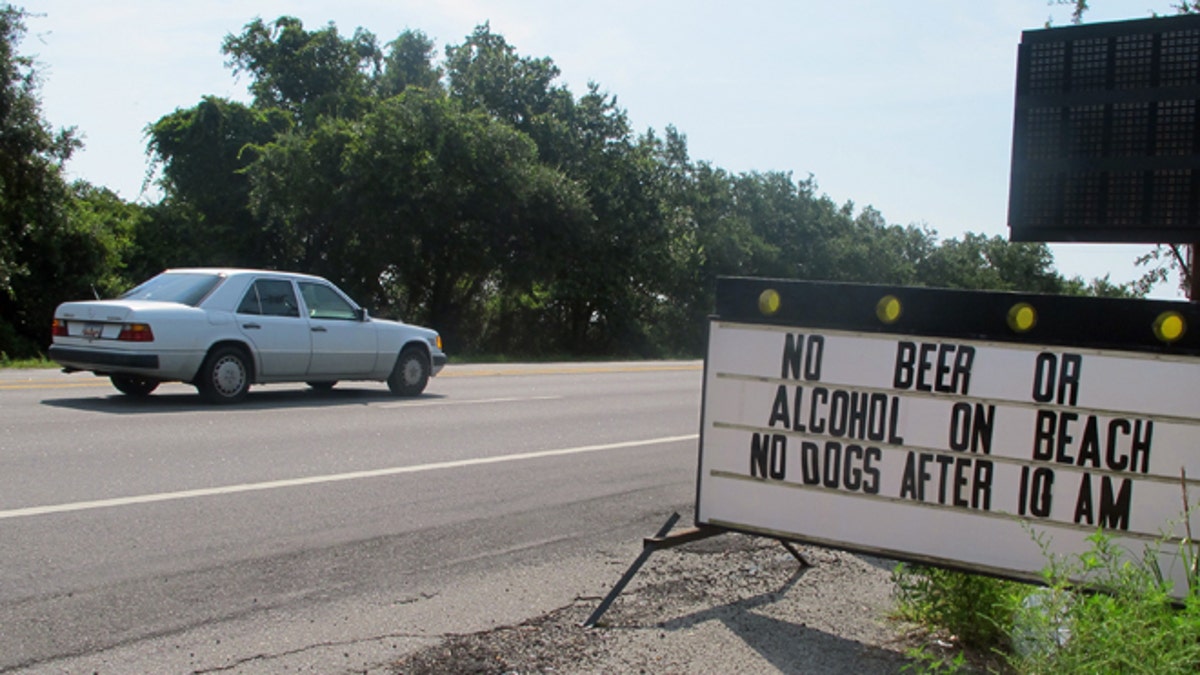 NO BEER OR
ALCOHOL ON BEACH
NO DOGS AFTER 10 AM